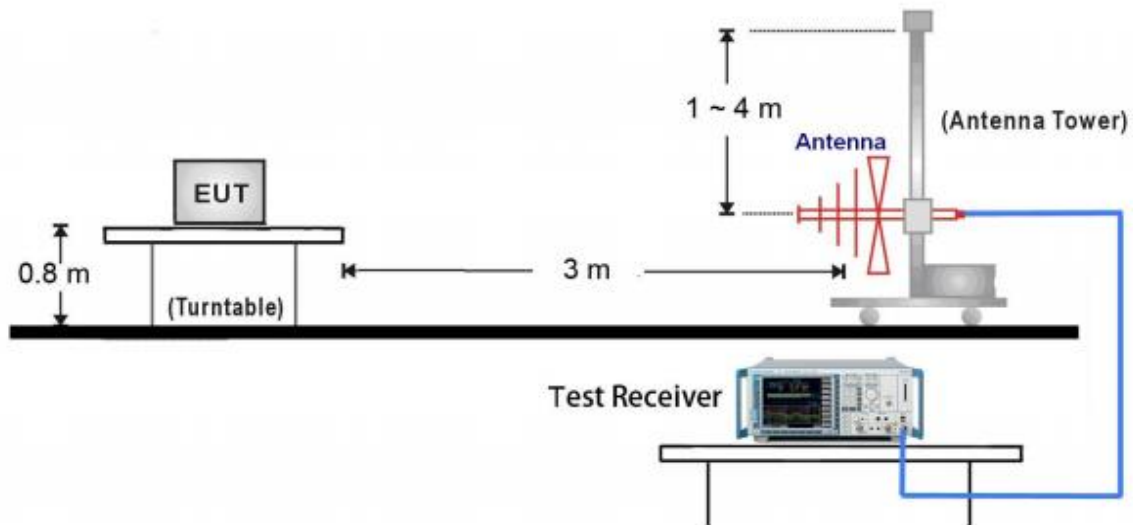 1 ~ 4 m
(Antenna Tower)
Antenna
EUT
0.8 m
(Turntable)
3 m
Test Receiver